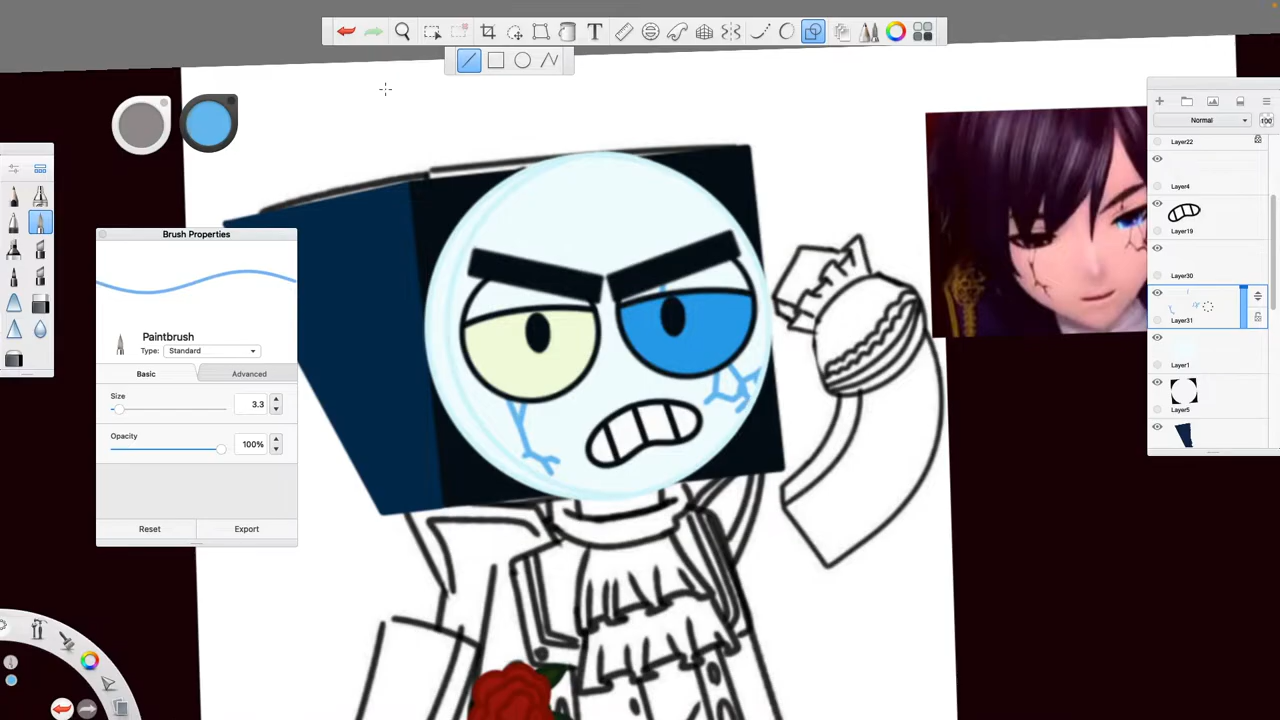 T
Normal
100
Layer22
Layer4
Layer19
Layer30
Layer31
Layer1
Layer5
Brush Properties
Paintbrush
Type: Standard
Basic
Advanced
Size
3.3
Opacity
100%
Reset
Export